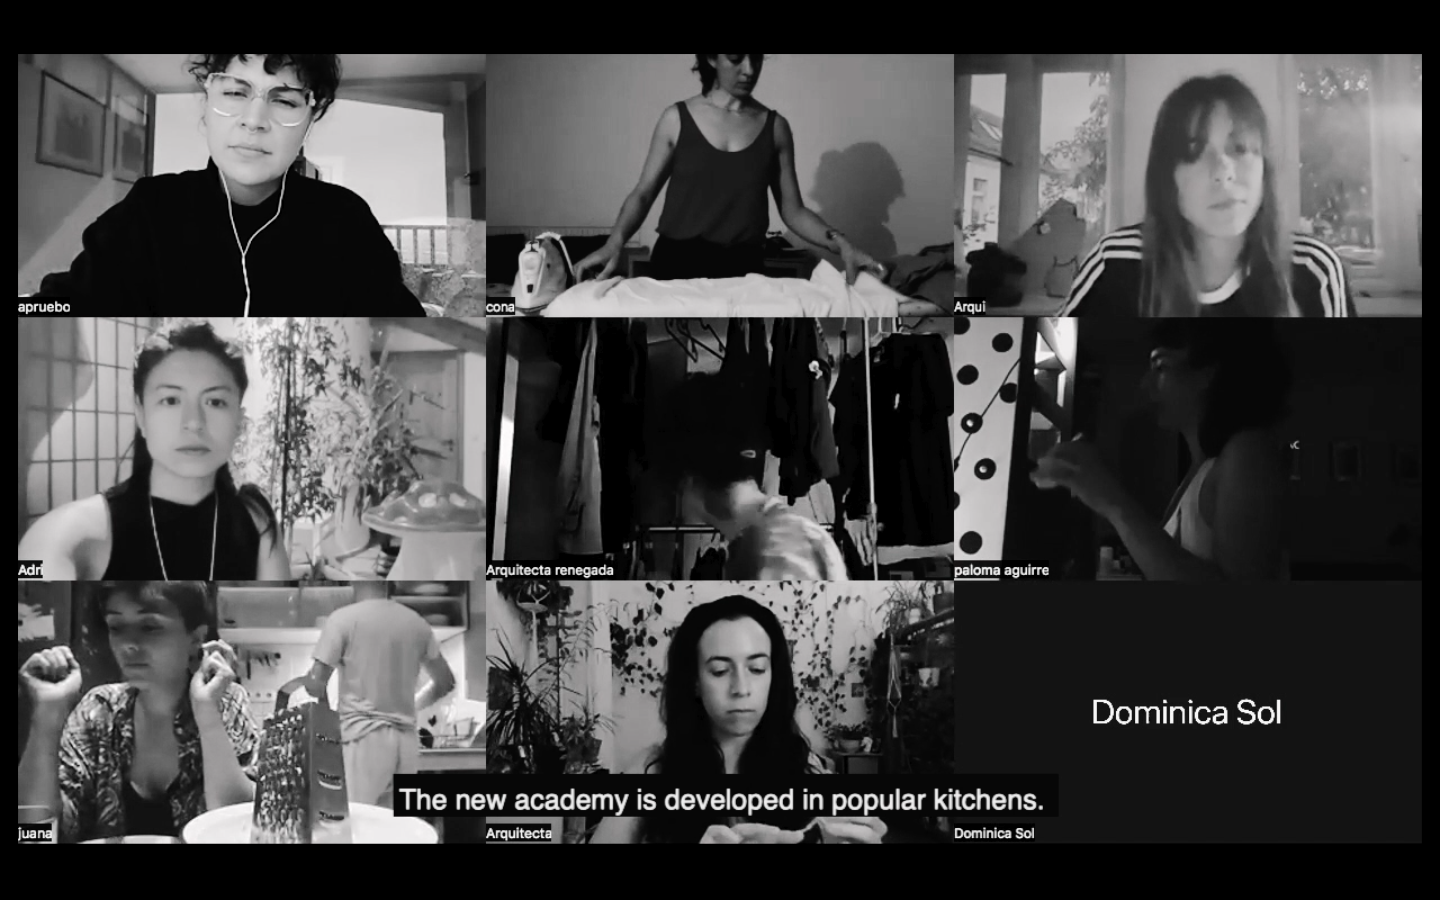 apruebo
cona
Arqui
Adri
Arquitecta renegada
paloma aguirre
Dominica Sol
The new academy is developed in popular kitchens.
juana
Arquitecta
Dominica Sol